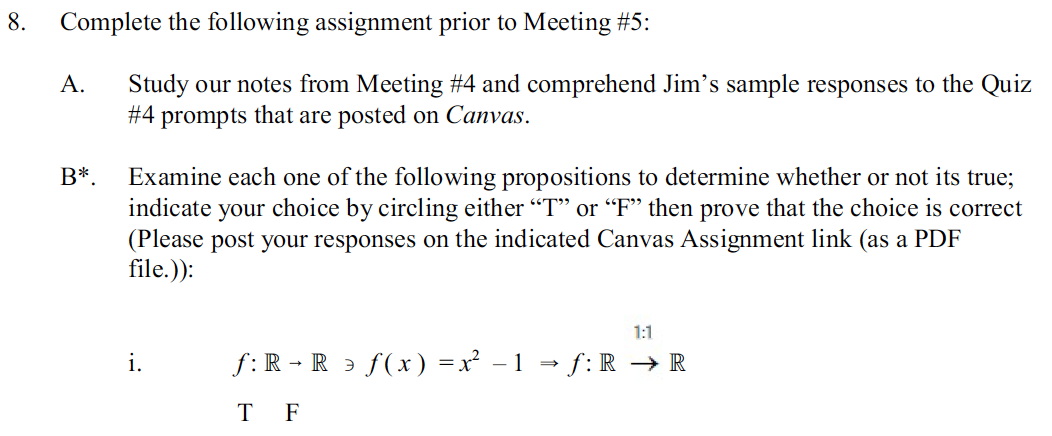 8. Complete the following assignment prior to Meeting #5:
A. Study our notes from Meeting #4 and comprehend Jim’s sample responses to the Quiz
#4 prompts that are posted on Canvas.
B*. Examine each one of the following propositions to determine whether or not its true;
indicate your choice by circling either “T” or “F” then prove that the choice is correct
(Please post your responses on the indicated Canvas Assignment link (as a PDF
file.)):
1:1
i. f : ℝ → ℝ ∋ f ( x ) = x² – 1 ⇒ f : ℝ → ℝ
T F